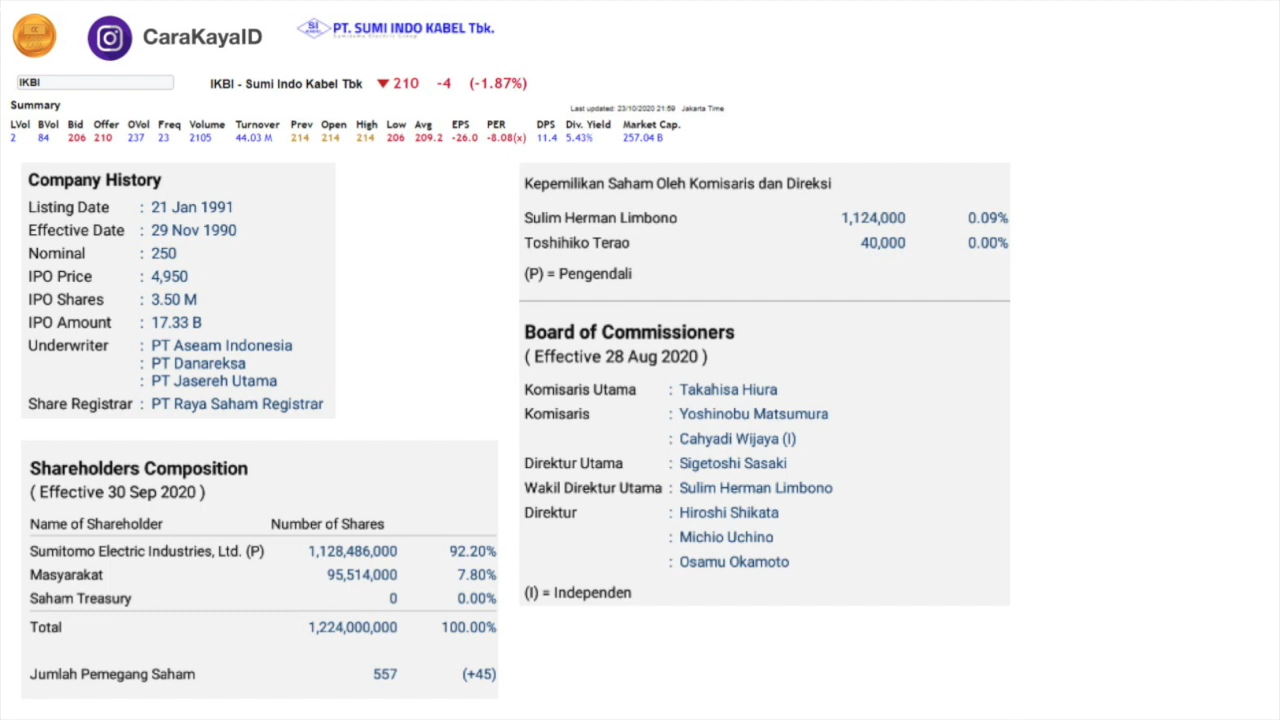 CaraKayaID
SI
KABEL
PT. SUMI INDO KABEL Tbk.
Sumitomo Electric Group
IKBI
IKBI - Sumi Indo Kabel Tbk ▼ 210 -4 (-1.87%)
Summary
Last updated: 23/10/2020 21:59 Jakarta Time
LVol BVol Bid Offer OVol Freq Volume Turnover Prev Open High Low Avg EPS PER DPS Div. Yield Market Cap.
2 84 206 210 237 23 2105 44.03 M 214 214 214 206 209.2 -26.0 -8.08(x) 11.4 5.43% 257.04 B
Company History
Listing Date : 21 Jan 1991
Effective Date : 29 Nov 1990
Nominal : 250
IPO Price : 4,950
IPO Shares : 3.50 M
IPO Amount : 17.33 B
Underwriter : PT Aseam Indonesia
: PT Danareksa
: PT Jasereh Utama
Share Registrar : PT Raya Saham Registrar
Shareholders Composition
( Effective 30 Sep 2020 )
Name of Shareholder Number of Shares
Sumitomo Electric Industries, Ltd. (P) 1,128,486,000 92.20%
Masyarakat 95,514,000 7.80%
Saham Treasury 0 0.00%
Total 1,224,000,000 100.00%
Jumlah Pemegang Saham 557 (+45)
Kepemilikan Saham Oleh Komisaris dan Direksi
Sulim Herman Limbono 1,124,000 0.09%
Toshihiko Terao 40,000 0.00%
(P) = Pengendali
Board of Commissioners
( Effective 28 Aug 2020 )
Komisaris Utama : Takahisa Hiura
Komisaris : Yoshinobu Matsumura
: Cahyadi Wijaya (I)
Direktur Utama : Sigetoshi Sasaki
Wakil Direktur Utama : Sulim Herman Limbono
Direktur : Hiroshi Shikata
: Michio Uchino
: Osamu Okamoto
(I) = Independen